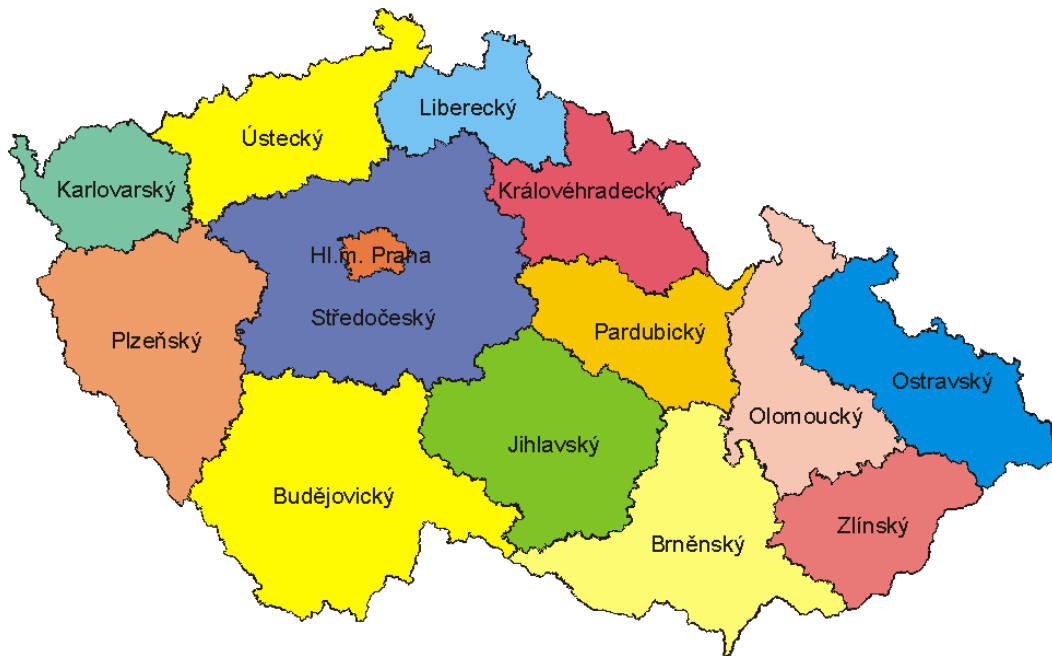 Liberecký
Ústecký
Karlovarský
Královéhradecký
Hl.m. Praha
Středočeský
Pardubický
Plzeňský
Ostravský
Olomoucký
Jihlavský
Budějovický
Zlínský
Brněnský